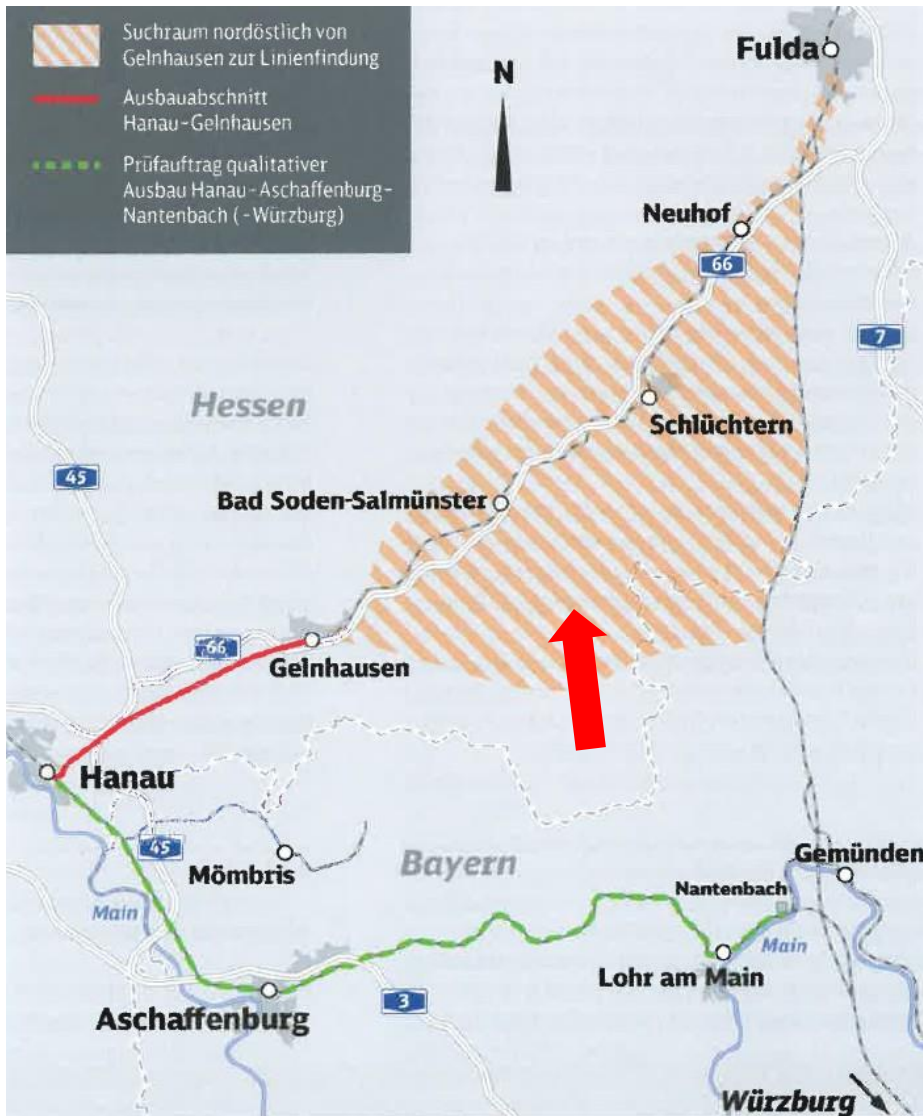 Suchraum nordöstlich von
Gelnhausen zur Linienfindung
Ausbauabschnitt
Hanau-Gelnhausen
Prüfauftrag qualitativer
Ausbau Hanau-Aschaffenburg-
Nantenbach (-Würzburg)
N
Fulda
Neuhof
66
7
Hessen
Schlüchtern
45
Bad Soden-Salmünster
66
Gelnhausen
Hanau
45
Mömbris
Bayern
Gemünden
Nantenbach
Main
Main
Lohr am Main
3
Aschaffenburg
Würzburg